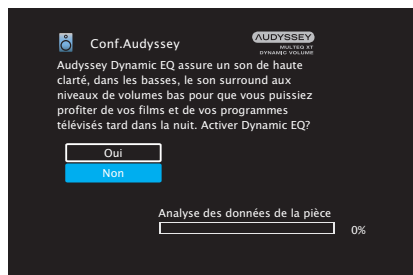 Conf.Audyssey
AUDYSSEY
MULTEQ XT
DYNAMIC VOLUME
Audyssey Dynamic EQ assure un son de haute
clarté, dans les basses, le son surround aux
niveaux de volumes bas pour que vous puissiez
profiter de vos films et de vos programmes
télévisés tard dans la nuit. Activer Dynamic EQ?
Oui
Non
Analyse des données de la pièce
0%